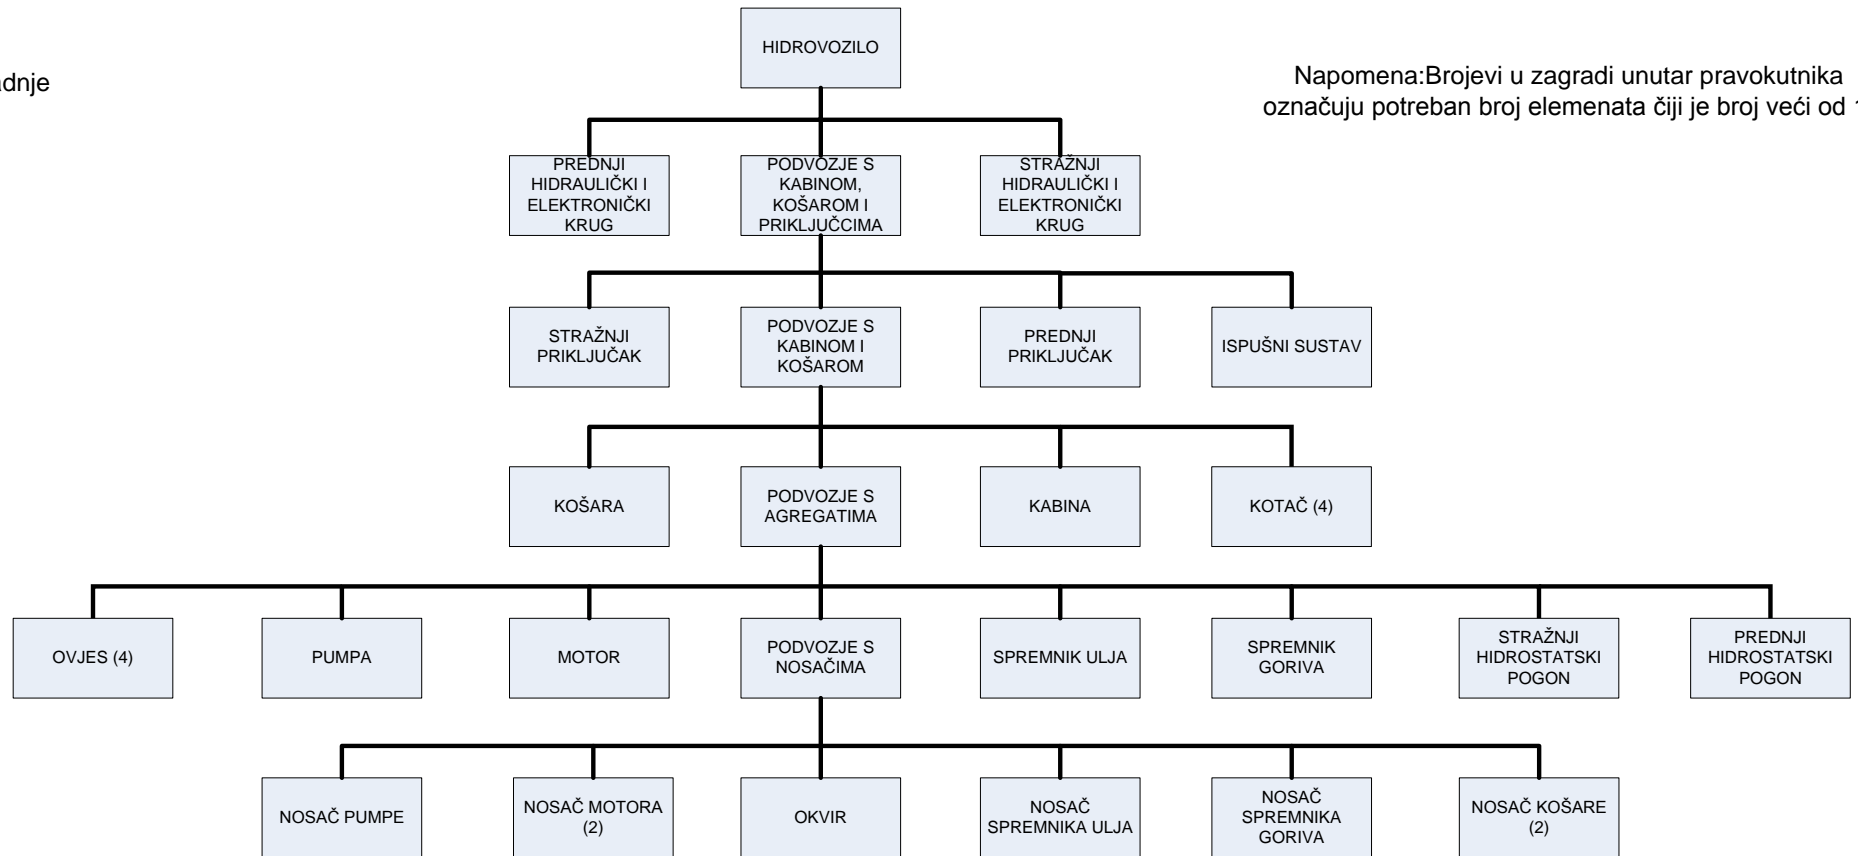 HIDROVOZILO
adnje
Napomena:Brojevi u zagradi unutar pravokutnika
označuju potreban broj elemenata čiji je broj veći od
PREDNJI
HIDRAULIČKI I
ELEKTRONIČKI
KRUG
PODVOZJE S
KABINOM,
KOŠAROM I
PRIKLJUČCIMA
STRAŽNJI
HIDRAULIČKI I
ELEKTRONIČKI
KRUG
STRAŽNJI
PRIKLJUČAK
PODVOZJE S
KABINOM I
KOŠAROM
PREDNJI
PRIKLJUČAK
ISPUŠNI SUSTAV
KOŠARA
PODVOZJE S
AGREGATIMA
KABINA
KOTAČ (4)
OVJES (4)
PUMPA
MOTOR
PODVOZJE S
NOSAČIMA
SPREMNIK ULJA
SPREMNIK
GORIVA
STRAŽNJI
HIDROSTATSKI
POGON
PREDNJI
HIDROSTATSKI
POGON
NOSAČ PUMPE
NOSAČ MOTORA
(2)
OKVIR
NOSAČ
SPREMNIKA ULJA
NOSAČ
SPREMNIKA
GORIVA
NOSAČ KOŠARE
(2)